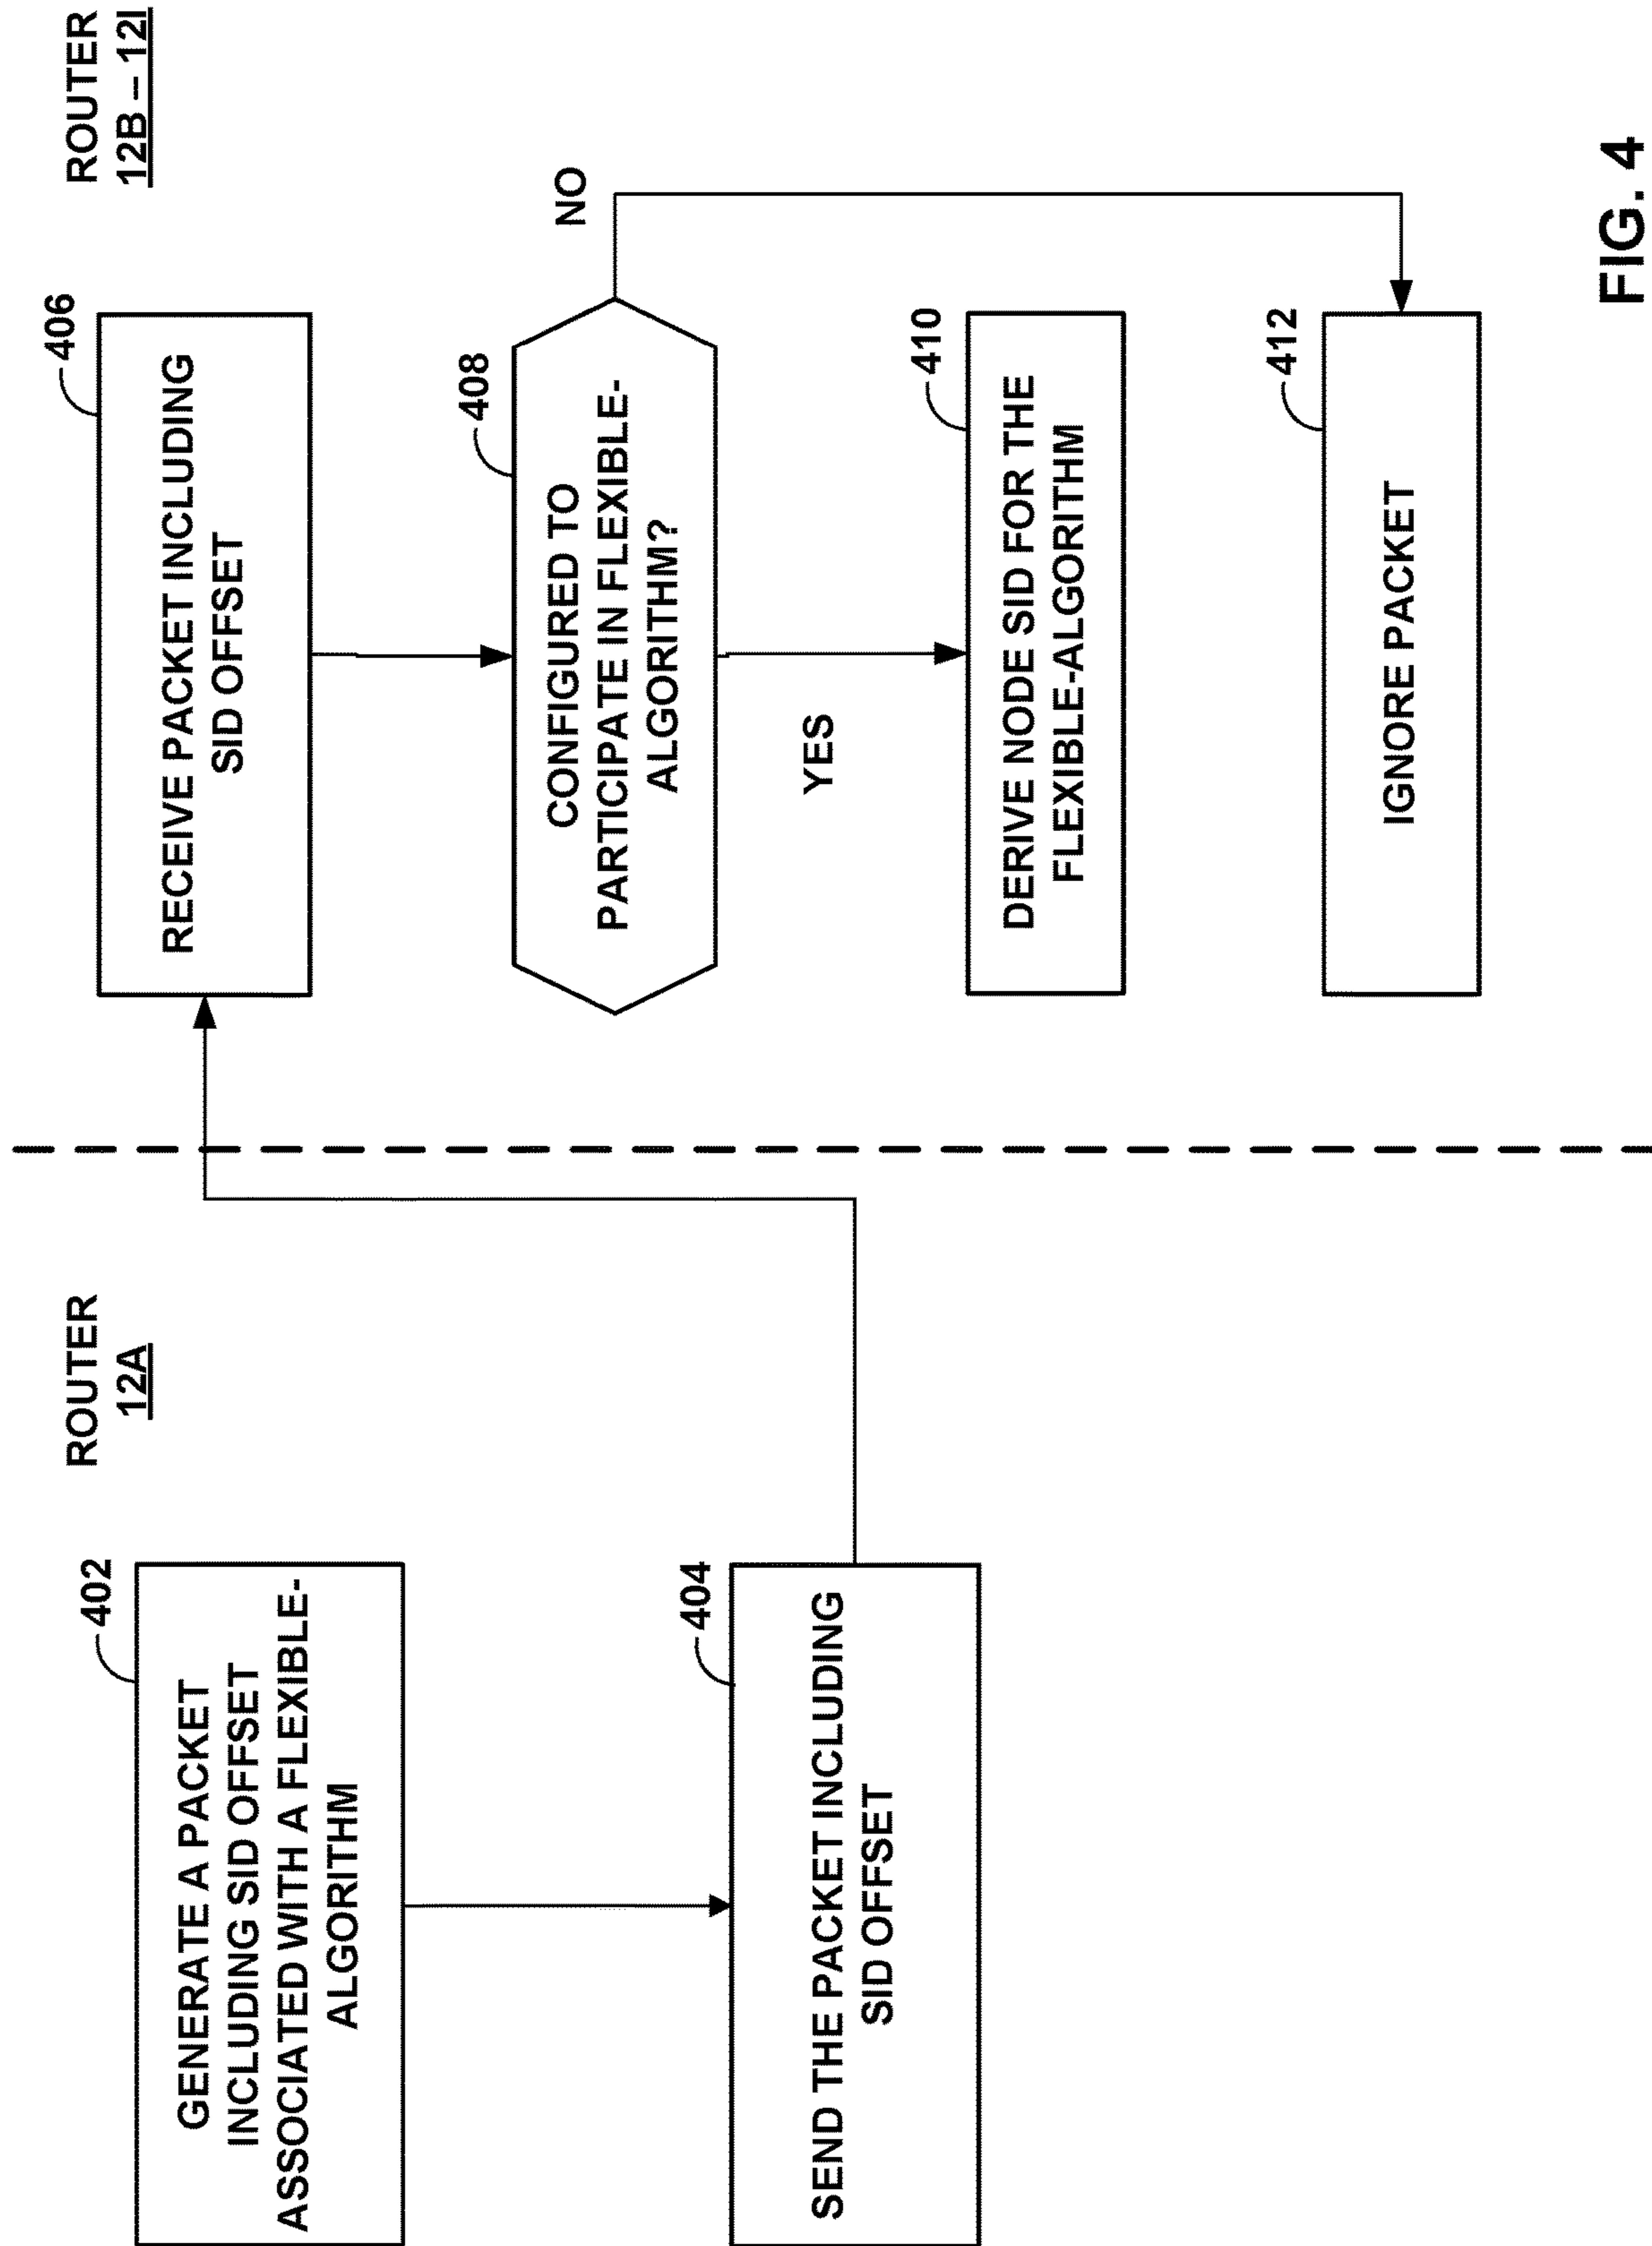 ROUTER
12A
402
GENERATE A PACKET
INCLUDING SID OFFSET
ASSOCIATED WITH A FLEXIBLE-
ALGORITHM
404
SEND THE PACKET INCLUDING
SID OFFSET
ROUTER
12B – 12I
406
RECEIVE PACKET INCLUDING
SID OFFSET
408
CONFIGURED TO
PARTICIPATE IN FLEXIBLE-
ALGORITHM?
NO
YES
410
DERIVE NODE SID FOR THE
FLEXIBLE-ALGORITHM
412
IGNORE PACKET
FIG. 4